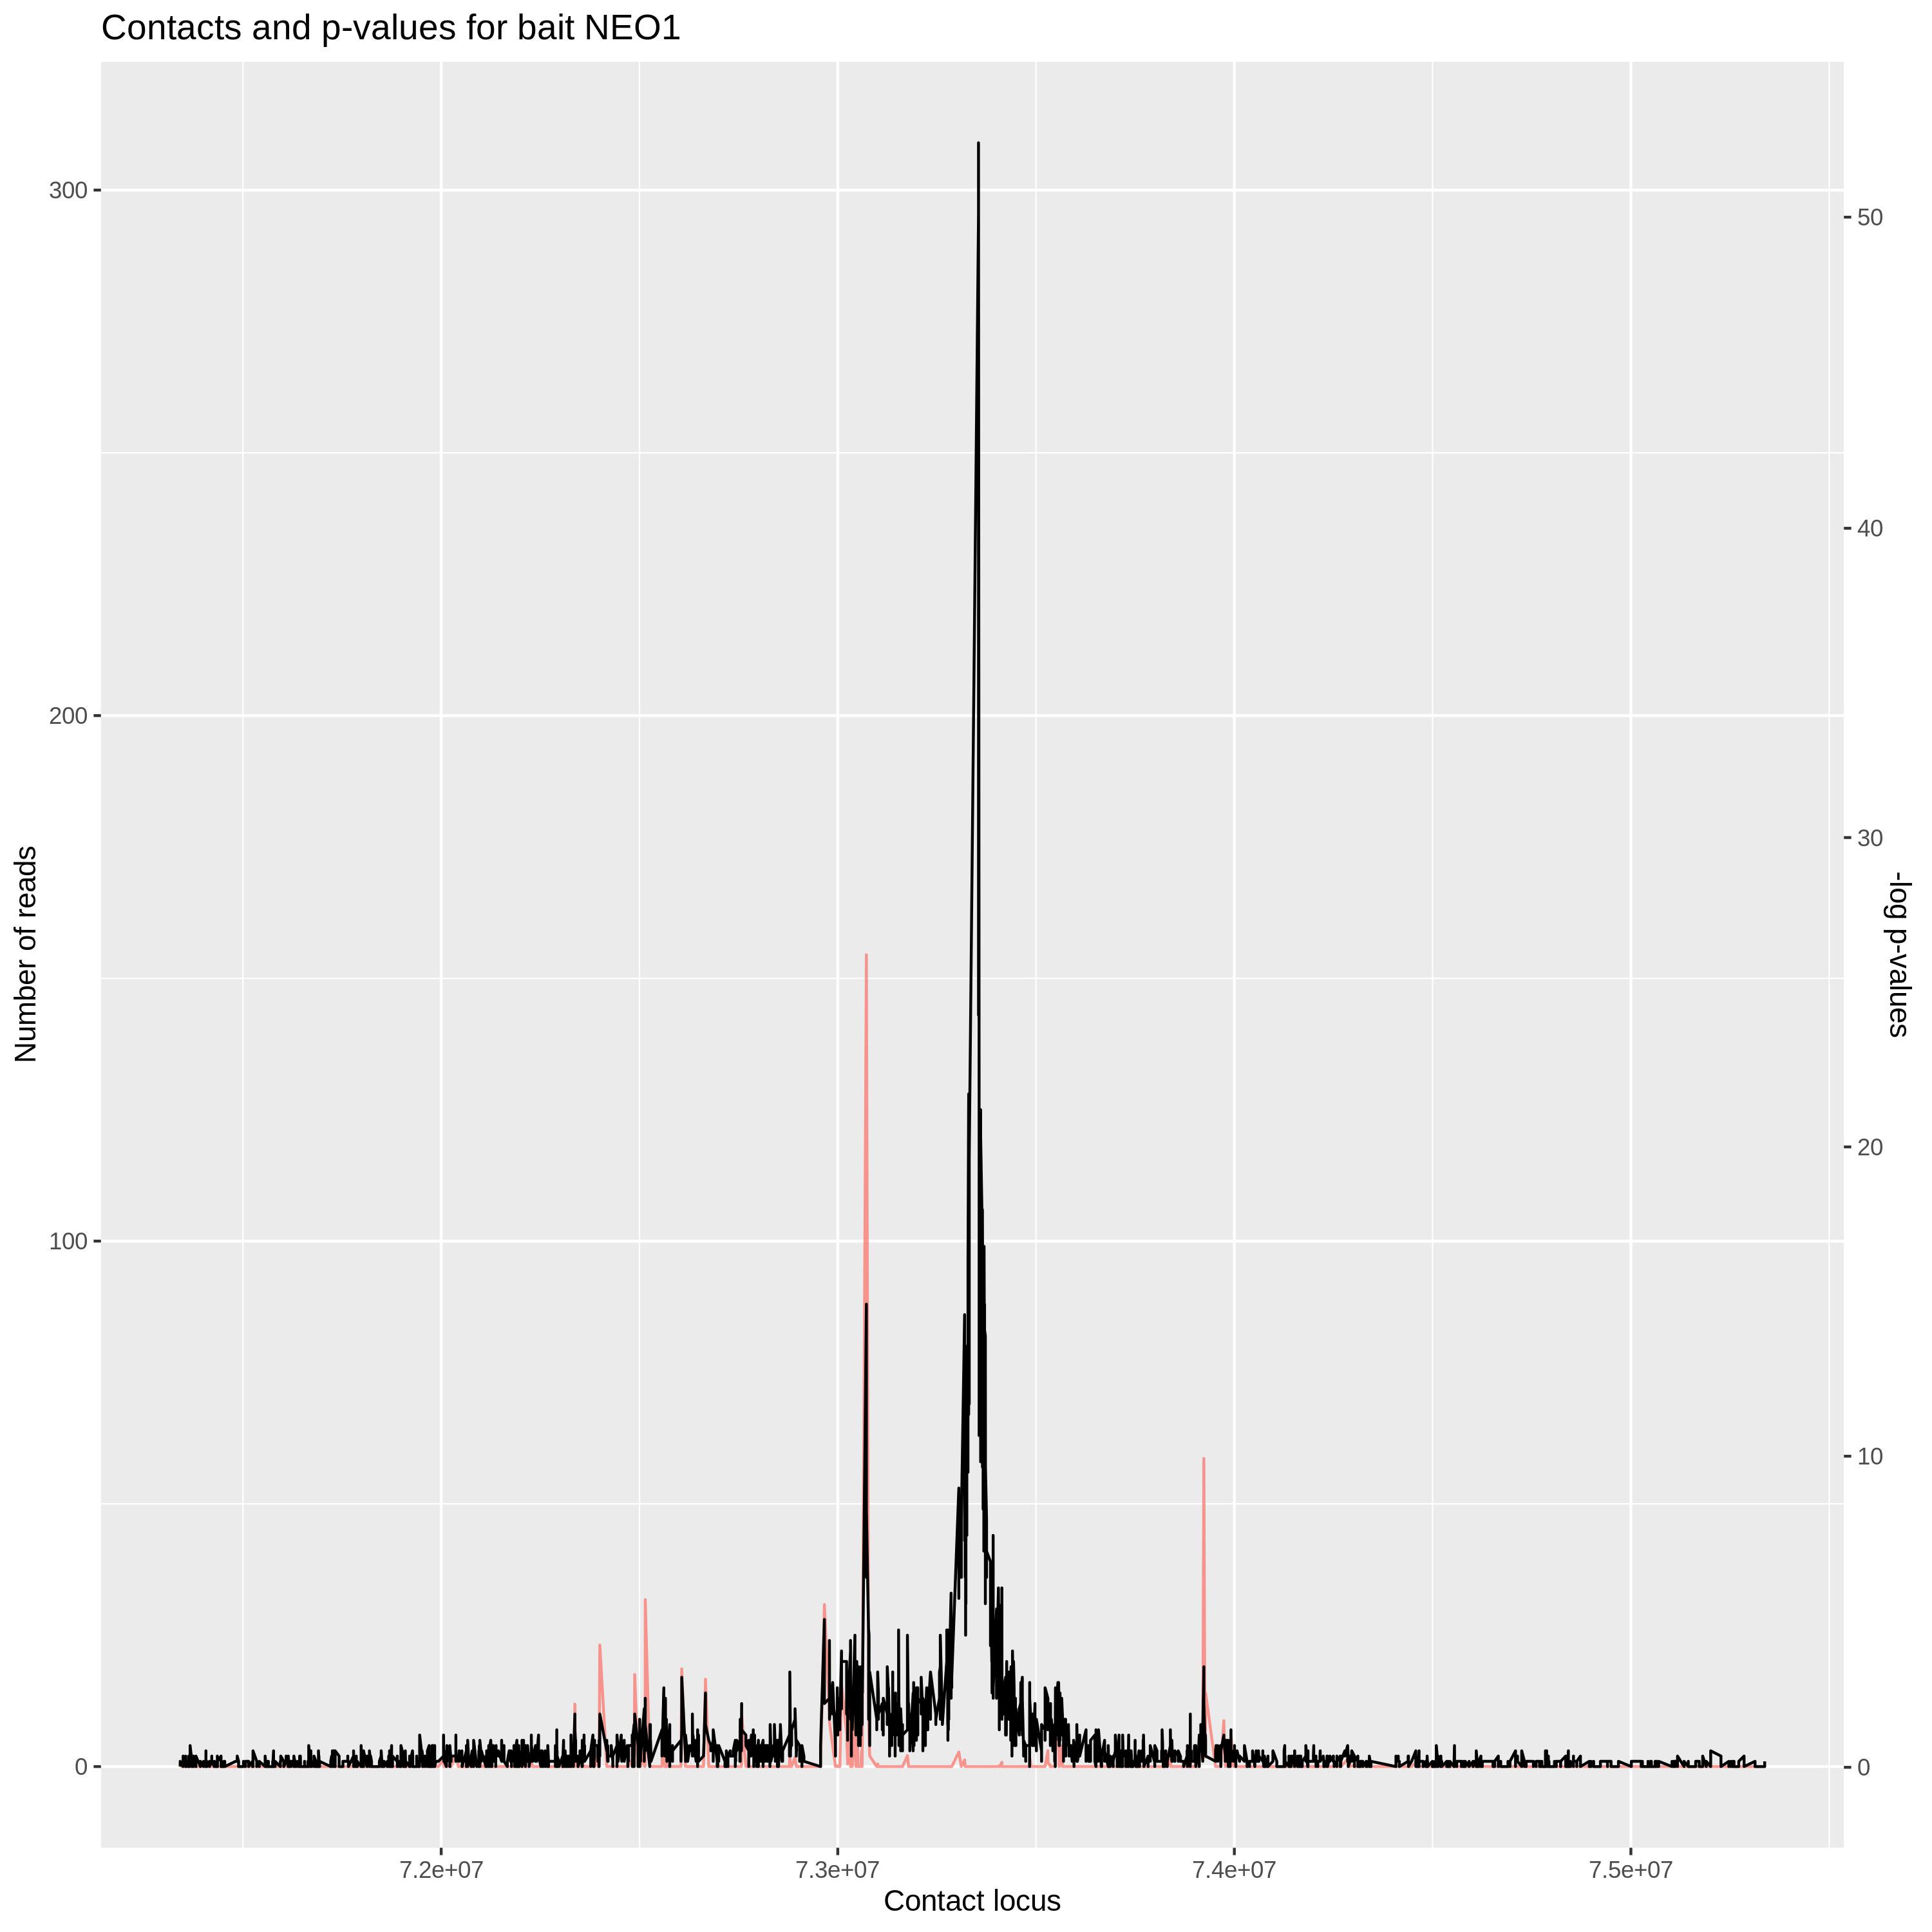 Contacts and p-values for bait NEO1
300
200
100
0
Number of reads
50
40
30
20
10
0
-log p-values
7.2e+07
7.3e+07
7.4e+07
7.5e+07
Contact locus